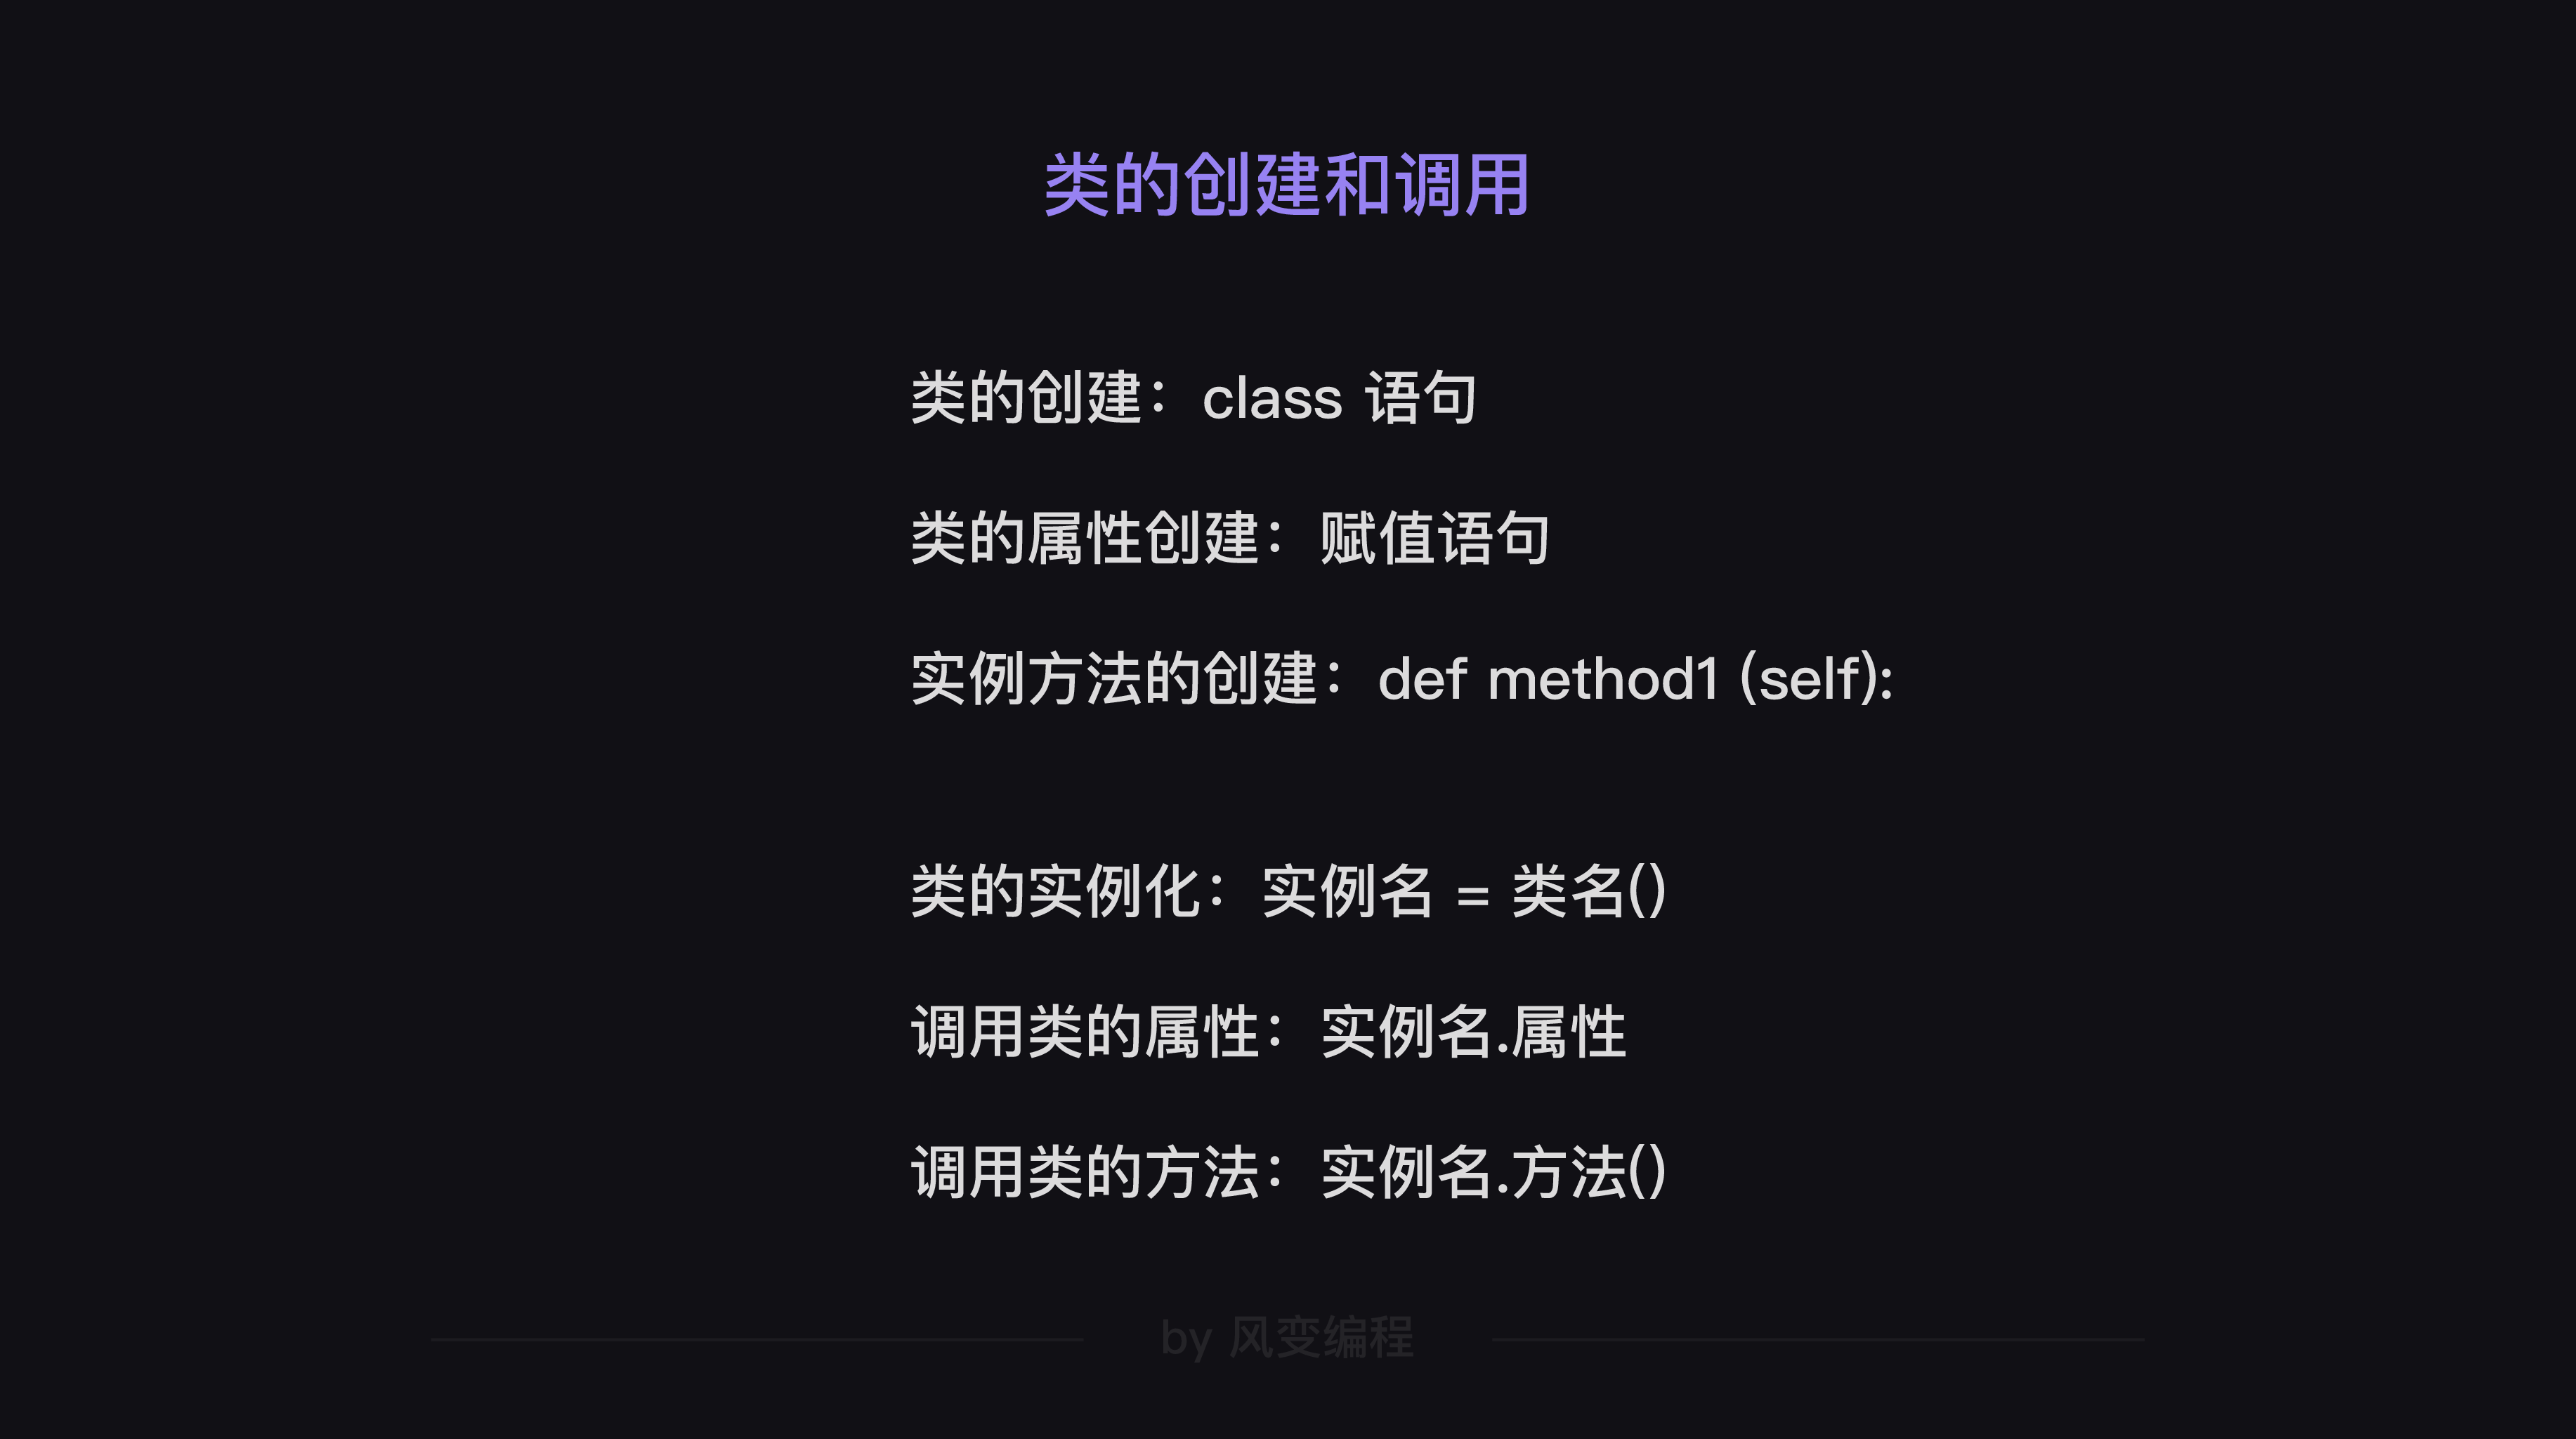 类的创建和调用
类的创建：class 语句
类的属性创建：赋值语句
实例方法的创建：def method1 (self):
类的实例化：实例名 = 类名()
调用类的属性：实例名.属性
调用类的方法：实例名.方法()
by 风变编程